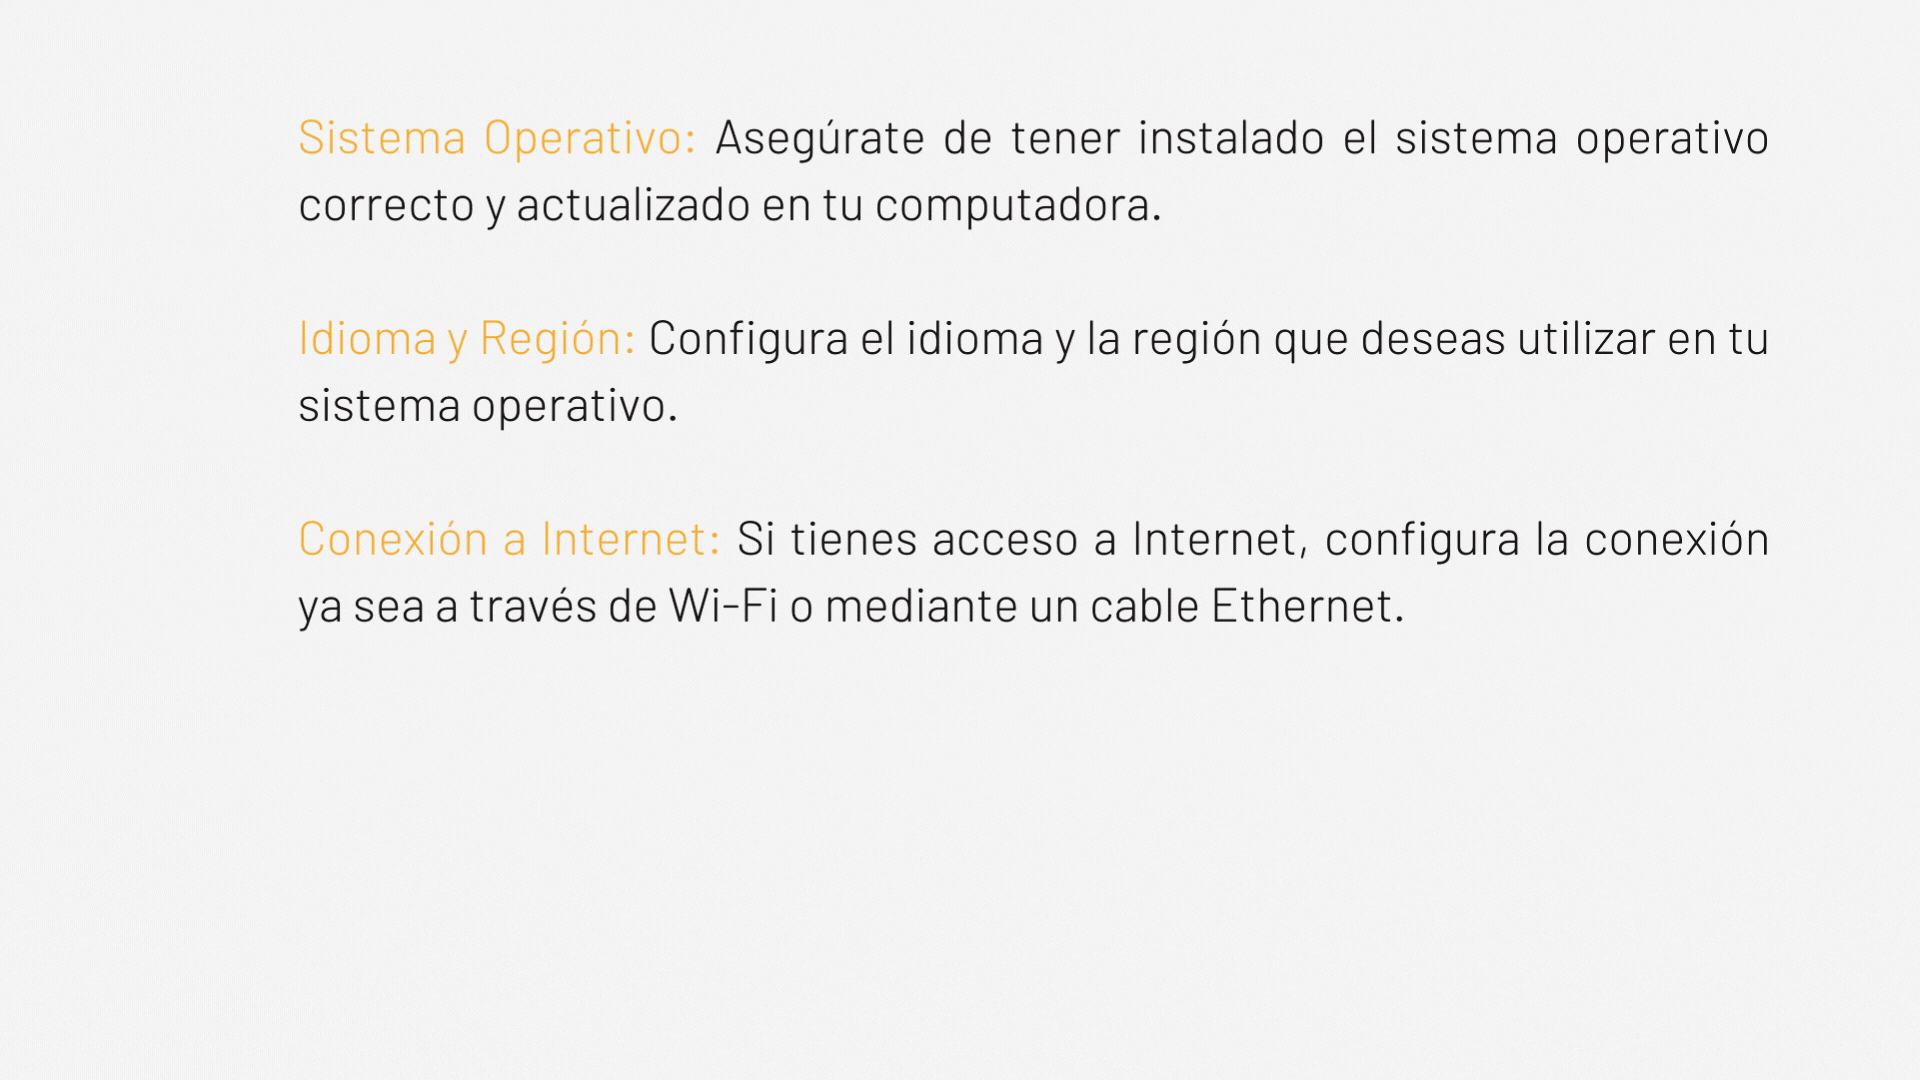 Sistema Operativo: Asegúrate de tener instalado el sistema operativo
correcto y actualizado en tu computadora.
Idioma y Región: Configura el idioma y la región que deseas utilizar en tu
sistema operativo.
Conexión a Internet: Si tienes acceso a Internet, configura la conexión
ya sea a través de Wi-Fi o mediante un cable Ethernet.